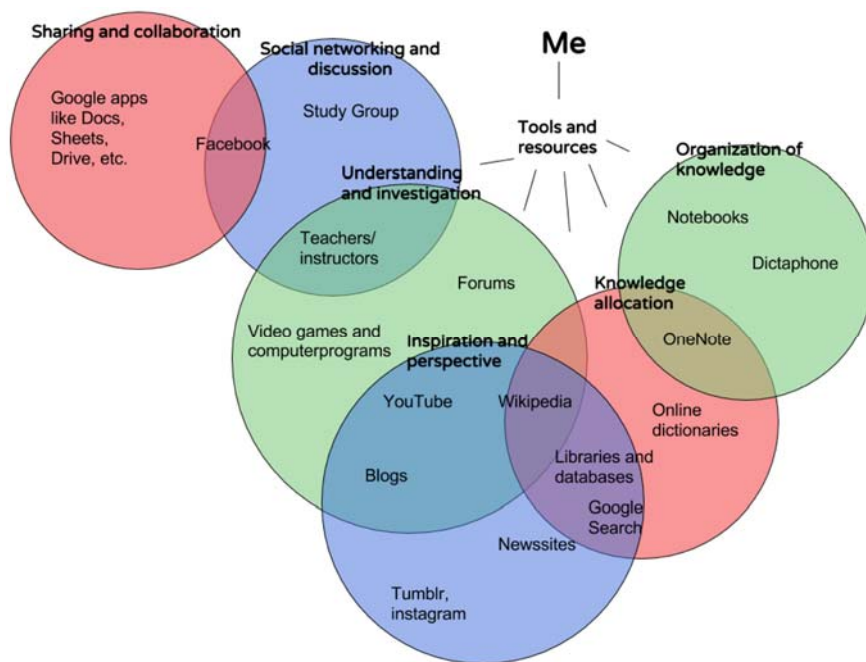 Sharing and collaboration
Google apps
like Docs,
Sheets,
Drive, etc.
Facebook
Social networking and
discussion
Study Group
Me
Tools and
resources
Understanding
and investigation
Teachers/
instructors
Forums
Video games and
computerprograms
Organization of
knowledge
Notebooks
Dictaphone
Knowledge
allocation
OneNote
Online
dictionaries
Inspiration and
perspective
YouTube
Wikipedia
Blogs
Libraries and
databases
Google
Search
Newssites
Tumblr,
instagram